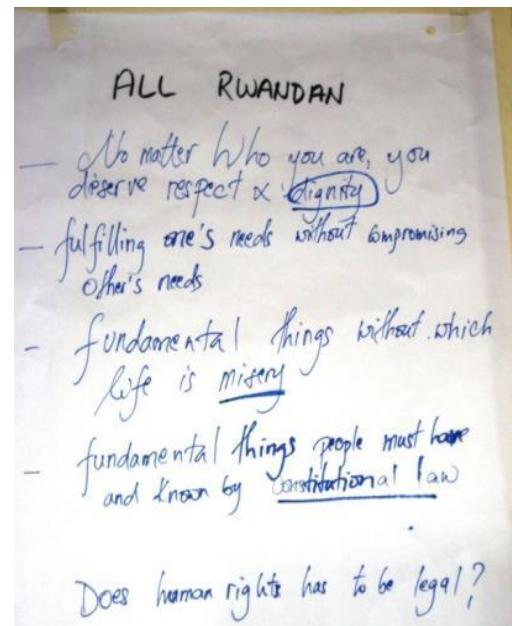 ALL RWANDAN
— No matter Who you are, you
deserve respect & dignity
— fulfilling one's needs without compromising
other's needs
- fundamental things without which
life is misery
- fundamental things people must have
and known by constitutional law
Does human rights has to be legal?